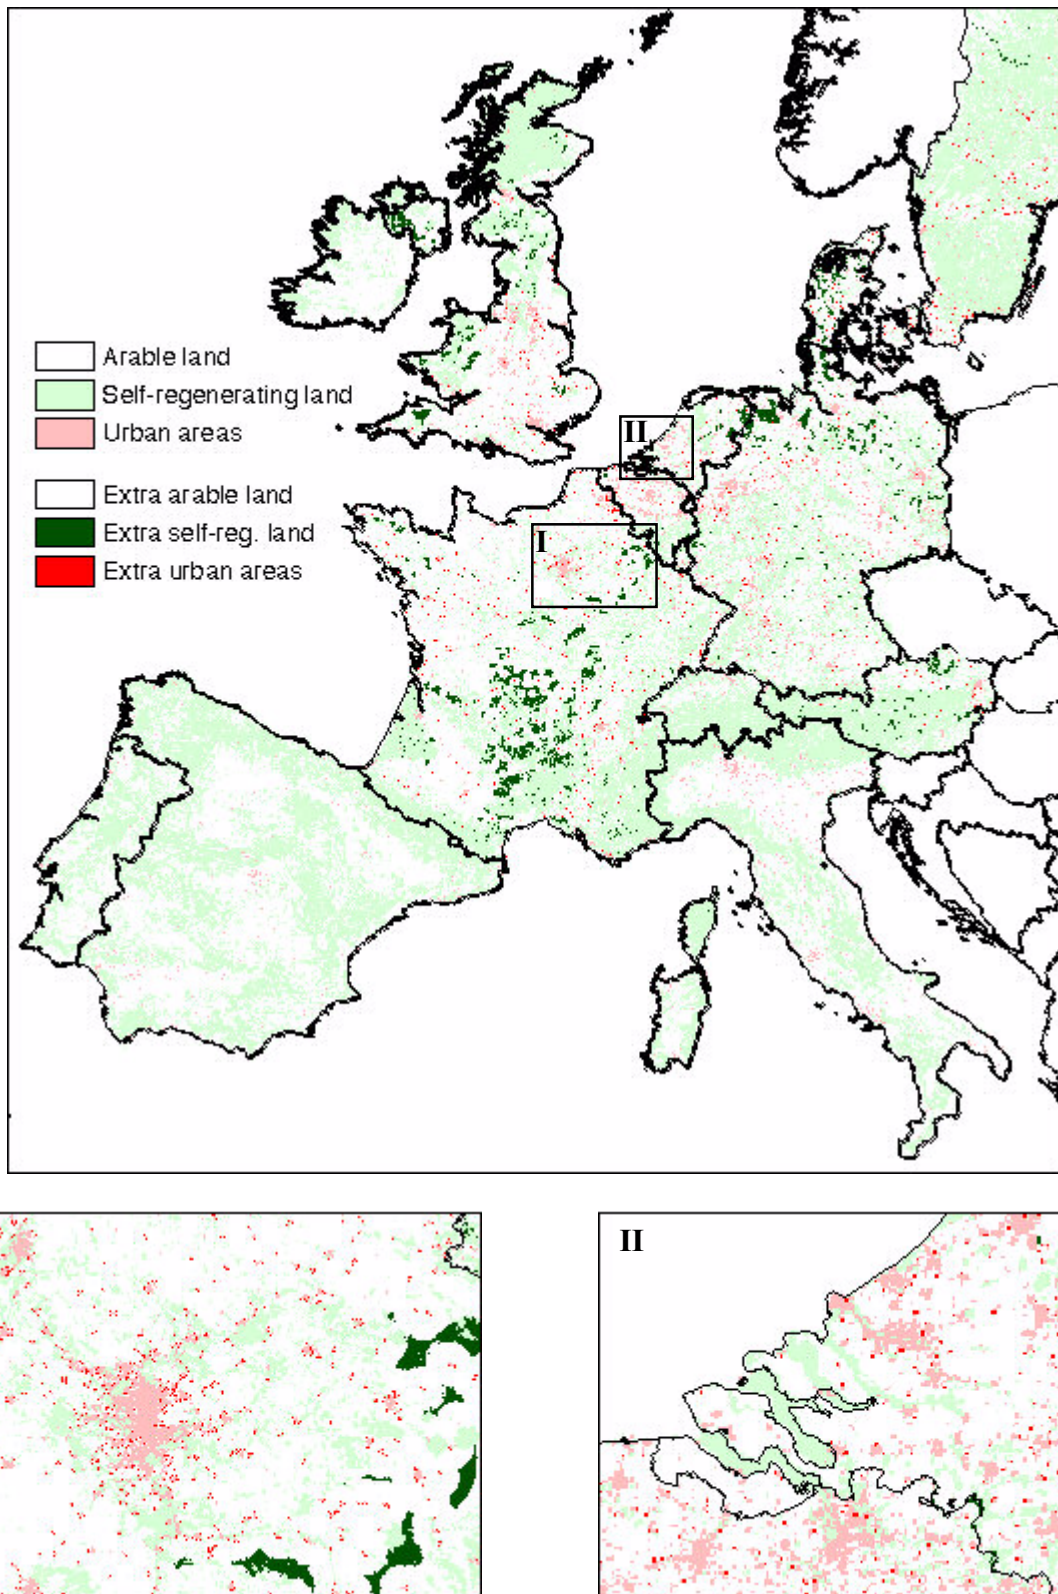 II
Arable land
Self-regenerating land
Urban areas
Extra arable land
Extra self-reg. land
Extra urban areas
I
II